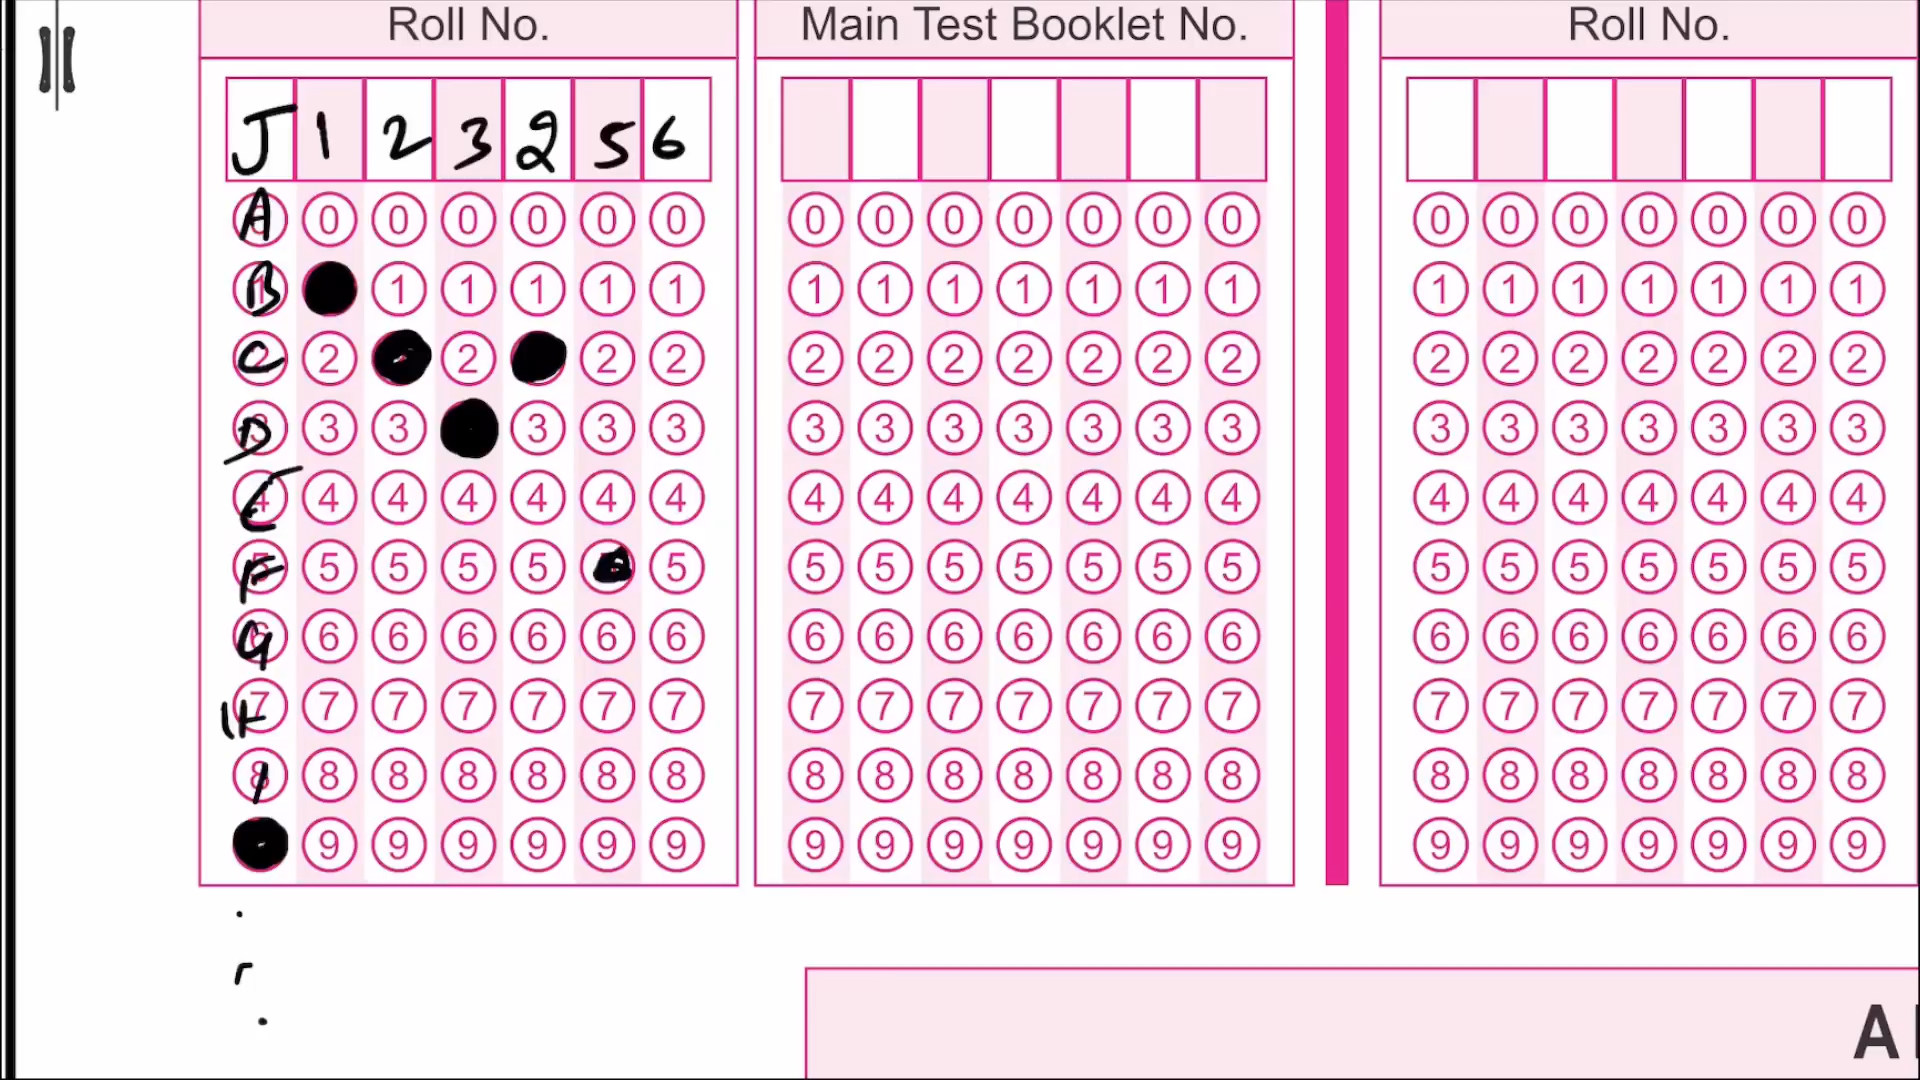 Roll No. Main Test Booklet No. Roll No.
J 1 2 3 2 5 6
A 0 0 0 0 0 0 0 0 0 0 0 0 0 0 0 0 0 0 0 0
B 1 1 1 1 1 1 1 1 1 1 1 1 1 1 1 1 1 1 1
C 2 2 2 2 2 2 2 2 2 2 2 2 2 2 2 2 2 2
D 3 3 3 3 3 3 3 3 3 3 3 3 3 3 3 3 3 3 3
E 4 4 4 4 4 4 4 4 4 4 4 4 4 4 4 4 4 4 4 4
F 5 5 5 5 5 5 5 5 5 5 5 5 5 5 5 5 5 5 5
G 6 6 6 6 6 6 6 6 6 6 6 6 6 6 6 6 6 6 6 6
H 7 7 7 7 7 7 7 7 7 7 7 7 7 7 7 7 7 7 7 7
I 8 8 8 8 8 8 8 8 8 8 8 8 8 8 8 8 8 8 8 8
9 9 9 9 9 9 9 9 9 9 9 9 9 9 9 9 9 9 9 9
A